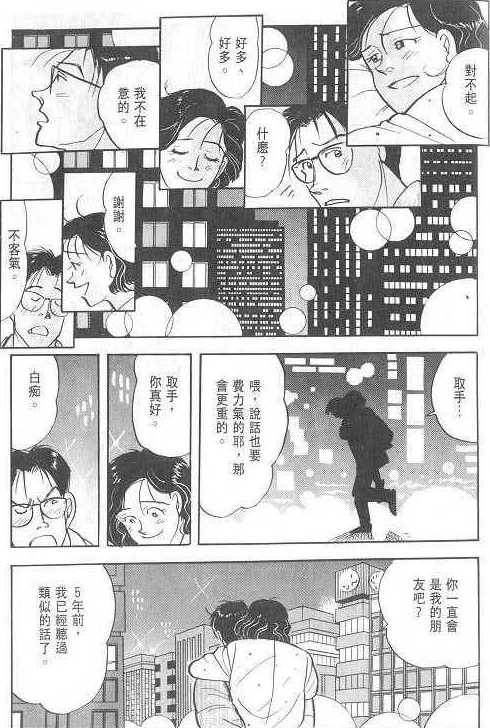 對不起。
好多、
好多。
我不在
意的。
什麼?
謝謝。
不客氣。
取手…
喂，說話也要
費力氣的耶，那
會更重的。
取手，
你真好。
白痴。
你一直會
是我的朋
友吧?
5年前，
我已經聽過
類似的話了。